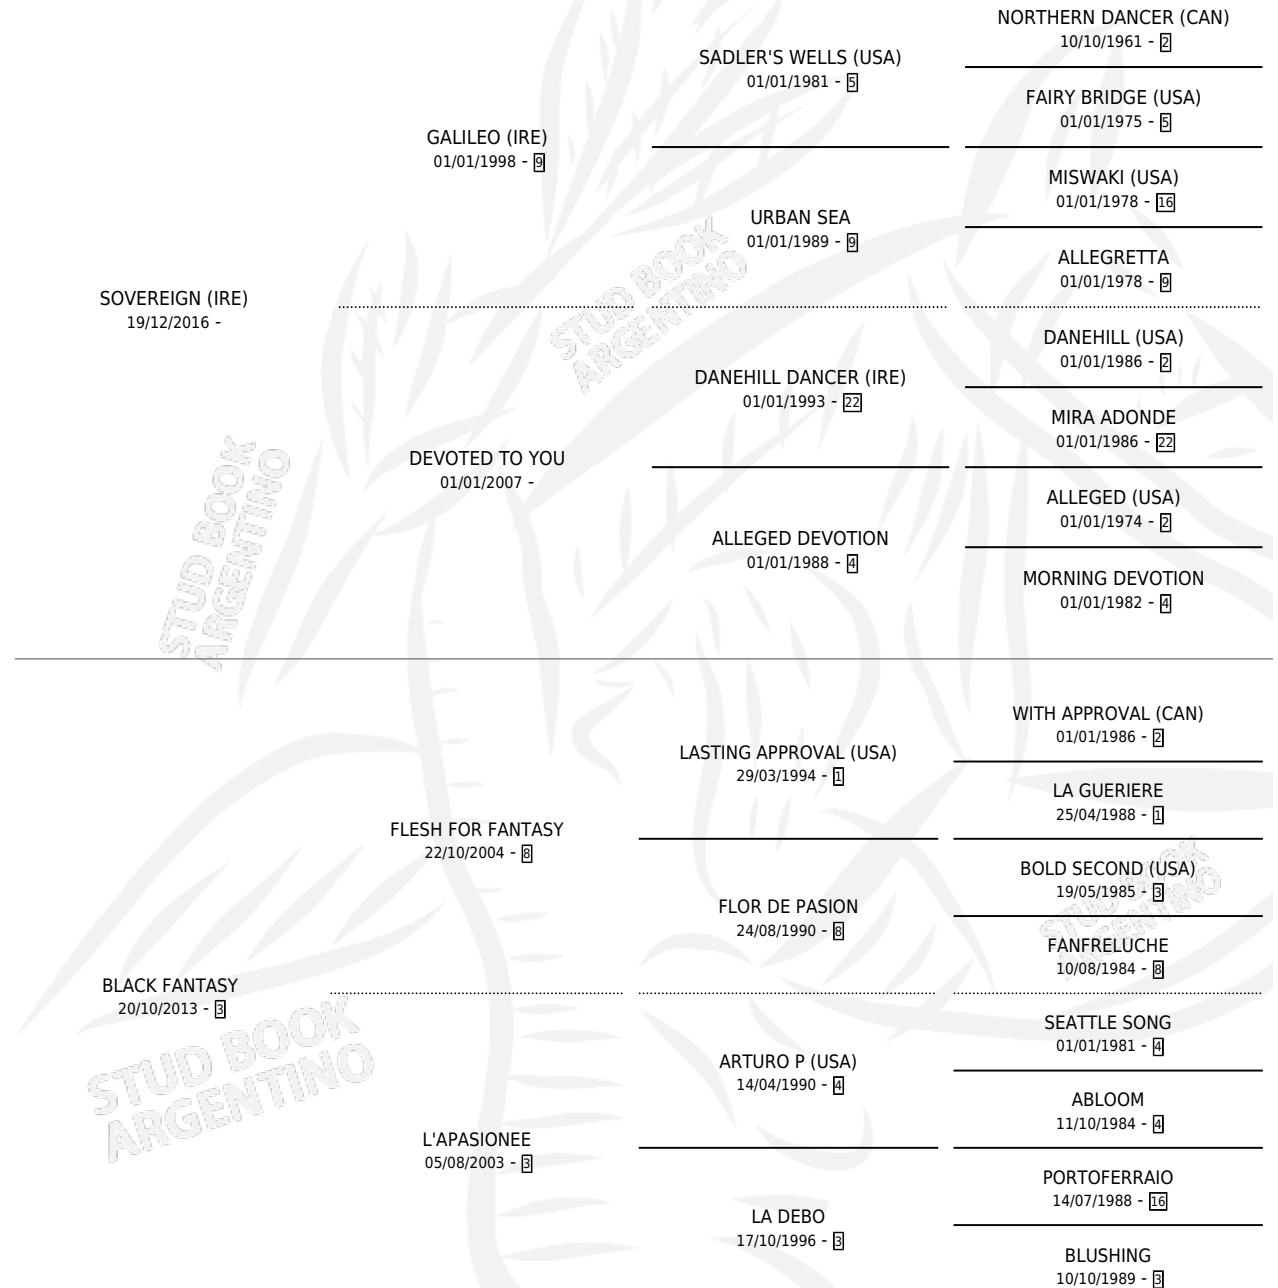 NORTHERN DANCER (CAN)
10/10/1961 - 2
SADLER'S WELLS (USA)
01/01/1981 - 5
FAIRY BRIDGE (USA)
01/01/1975 - 5
GALILEO (IRE)
01/01/1998 - 9
MISWAKI (USA)
01/01/1978 - 16
URBAN SEA
01/01/1989 - 9
ALLEGRETTA
01/01/1978 - 9
STUD BOOK
ARGENTINO
SOVEREIGN (IRE)
19/12/2016 -
DANEHILL (USA)
01/01/1986 - 2
DANEHILL DANCER (IRE)
01/01/1993 - 22
MIRA ADONDE
01/01/1986 - 22
DEVOTED TO YOU
01/01/2007 -
ALLEGED (USA)
01/01/1974 - 2
ALLEGED DEVOTION
01/01/1988 - 4
MORNING DEVOTION
01/01/1982 - 4
STUD BOOK
ARGENTINO
WITH APPROVAL (CAN)
01/01/1986 - 2
LASTING APPROVAL (USA)
29/03/1994 - 1
LA GUERIERE
25/04/1988 - 1
FLESH FOR FANTASY
22/10/2004 - 8
BOLD SECOND (USA)
19/05/1985 - 3
FLOR DE PASION
24/08/1990 - 8
FANFRELUCHE
10/08/1984 - 8
STUD BOOK
ARGENTINO
BLACK FANTASY
20/10/2013 - 3
SEATTLE SONG
01/01/1981 - 4
ARTURO P (USA)
14/04/1990 - 4
ABLOOM
11/10/1984 - 4
L'APASIONEE
05/08/2003 - 3
PORTOFERRAIO
14/07/1988 - 16
LA DEBO
17/10/1996 - 3
BLUSHING
10/10/1989 - 3
STUD BOOK
ARGENTINO